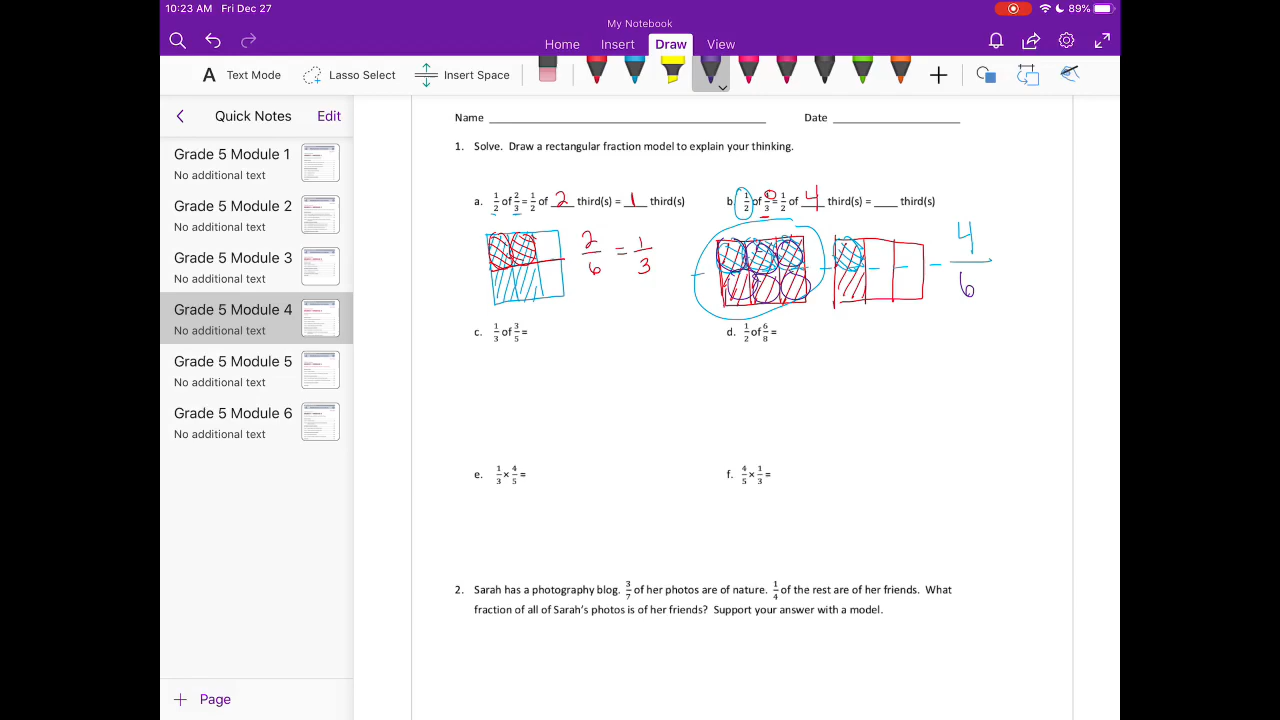 10:23 AM Fri Dec 27
89%
My Notebook
Home Insert Draw View
Text Mode Lasso Select Insert Space
Quick Notes Edit
Grade 5 Module 1
No additional text
Grade 5 Module 2
No additional text
Grade 5 Module 3
No additional text
Grade 5 Module 4
No additional text
Grade 5 Module 5
No additional text
Grade 5 Module 6
No additional text
Page
Name Date
1. Solve. Draw a rectangular fraction model to explain your thinking.
a. 1/2 of 2/3 = 1/2 of 2 third(s) = 1 third(s)
b. of = 1/2 of 4 third(s) = ____ third(s)
2/6 = 1/3
4/6
c. 1/3 of 3/5 =
d. 1/2 of 6/8 =
e. 1/3 × 4/5 =
f. 4/5 × 1/3 =
2. Sarah has a photography blog. 3/7 of her photos are of nature. 1/4 of the rest are of her friends. What
fraction of all of Sarah's photos is of her friends? Support your answer with a model.